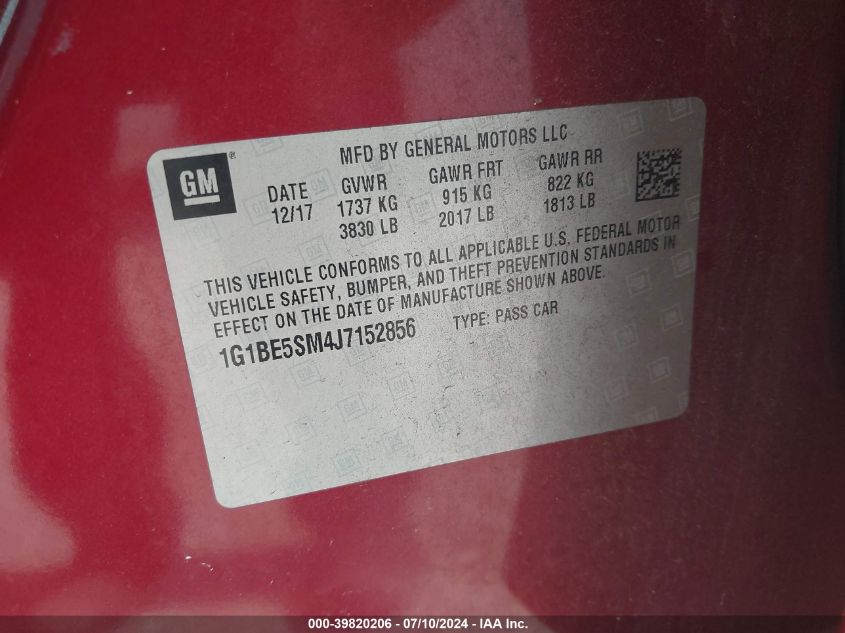 GM®
MFD BY GENERAL MOTORS LLC
DATE GVWR GAWR FRT GAWR RR
12/17 1737 KG 915 KG 822 KG
3830 LB 2017 LB 1813 LB
THIS VEHICLE CONFORMS TO ALL APPLICABLE U.S. FEDERAL MOTOR
VEHICLE SAFETY, BUMPER, AND THEFT PREVENTION STANDARDS IN
EFFECT ON THE DATE OF MANUFACTURE SHOWN ABOVE.
1G1BE5SM4J7152856 TYPE: PASS CAR
000-39820206 - 07/10/2024 - IAA Inc.